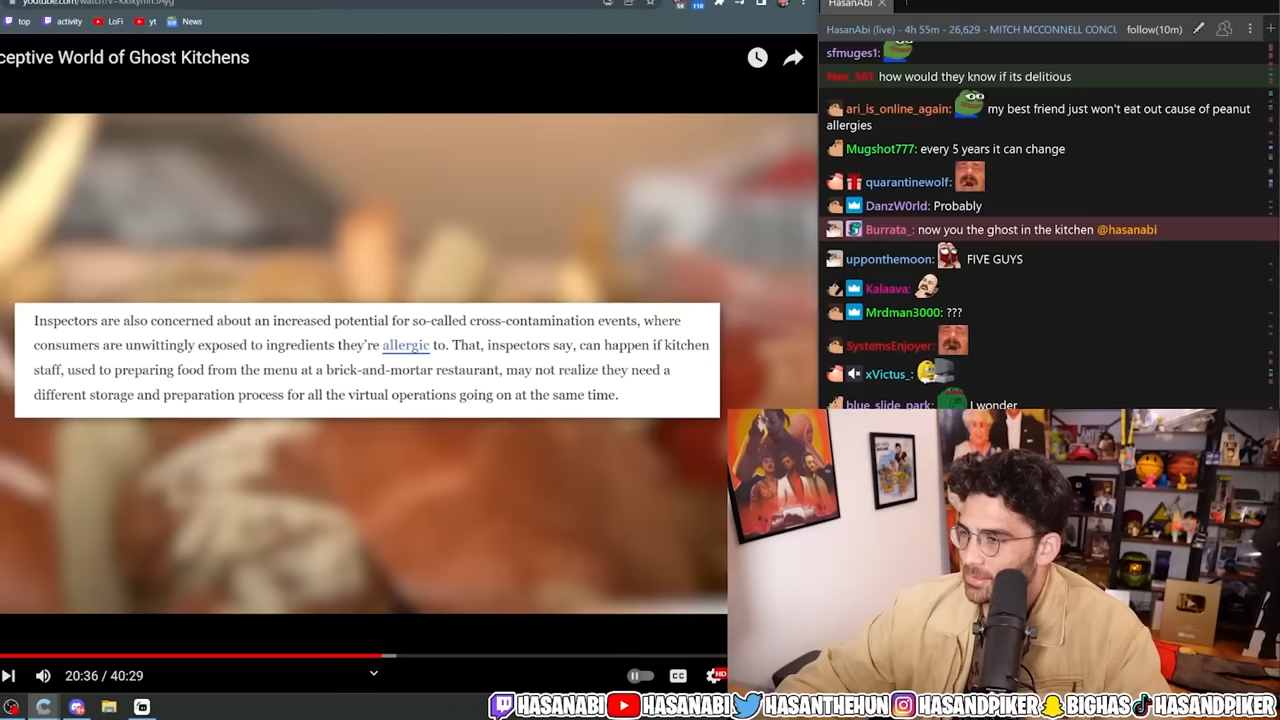 top activity LoFi yt News
HasanAbi
HasanAbi (live) - 4h 55m - 26,629 - MITCH MCCONNELL CONCU follow(10m)
ceptive World of Ghost Kitchens
sfmuges1:
how would they know if its delitious
ari_is_online_again: my best friend just won't eat out cause of peanut
allergies
Mugshot777: every 5 years it can change
quarantinewolf:
DanzW0rld: Probably
Burrata_: now you the ghost in the kitchen @hasanabi
upponthemoon: FIVE GUYS
Kalaava:
Mrdman3000: ???
SystemsEnjoyer:
xVictus_:
blue_slide_park: I wonder
Inspectors are also concerned about an increased potential for so-called cross-contamination events, where
consumers are unwittingly exposed to ingredients they're allergic to. That, inspectors say, can happen if kitchen
staff, used to preparing food from the menu at a brick-and-mortar restaurant, may not realize they need a
different storage and preparation process for all the virtual operations going on at the same time.
20:36 / 40:29
CC
HD
HASANABI HASANABI HASANTHEHUN HASANDPIKER BIGHAS HASANDPIKER